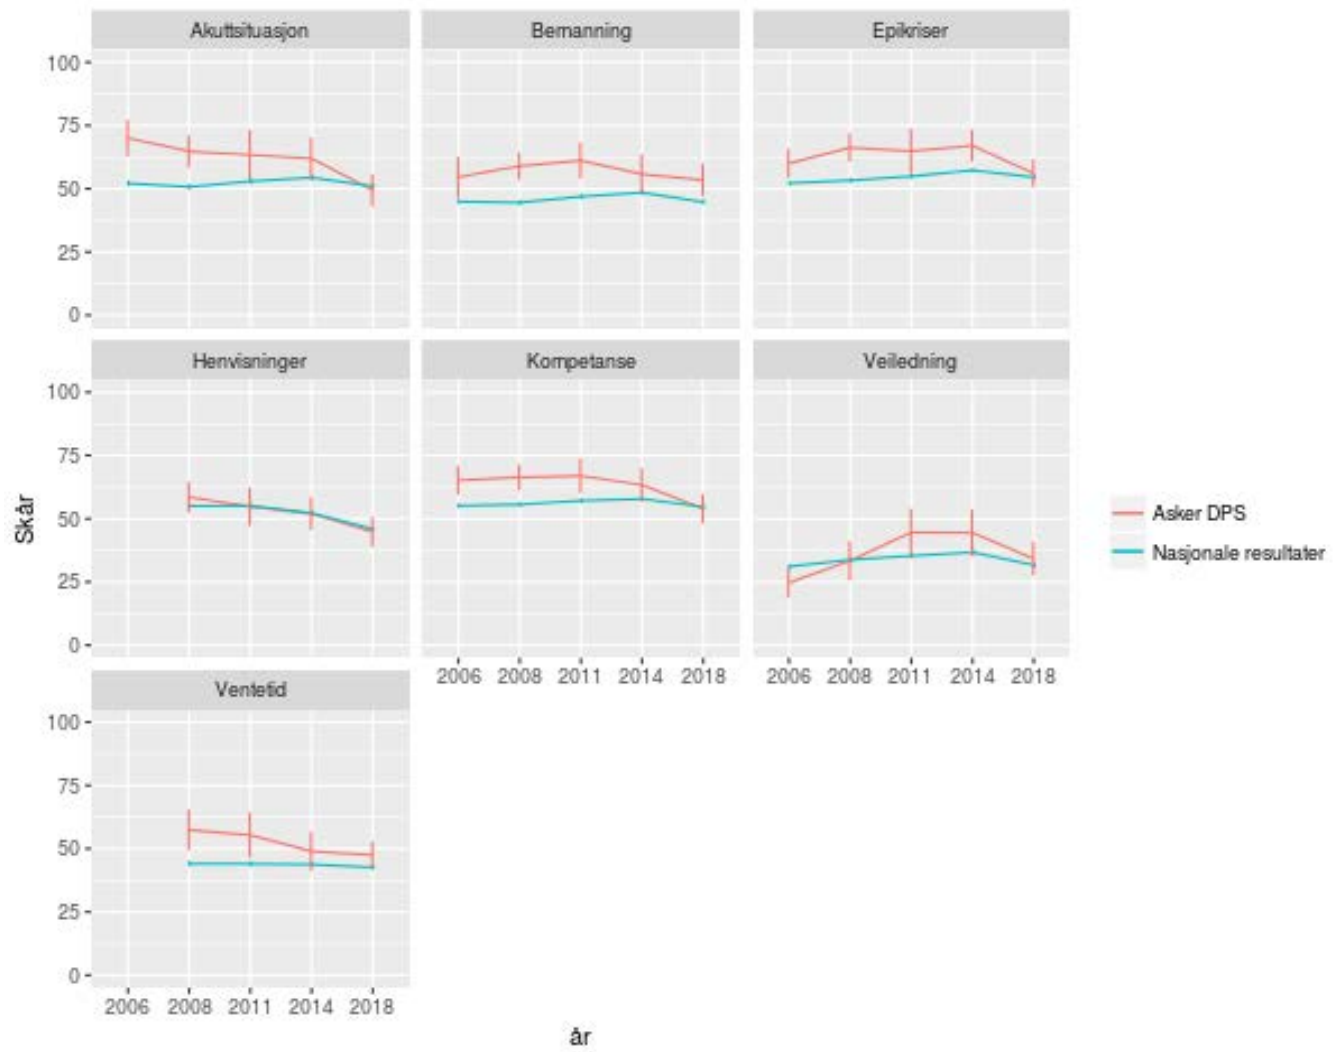 Akuttsituasjon
Bemanning
Epikriser
100
75
50
25
0
Henvisninger
Kompetanse
Veiledning
100
75
50
25
0
Skår
Asker DPS
Nasjonale resultater
2006 2008 2011 2014 2018
2006 2008 2011 2014 2018
Ventetid
100
75
50
25
0
2006 2008 2011 2014 2018
år